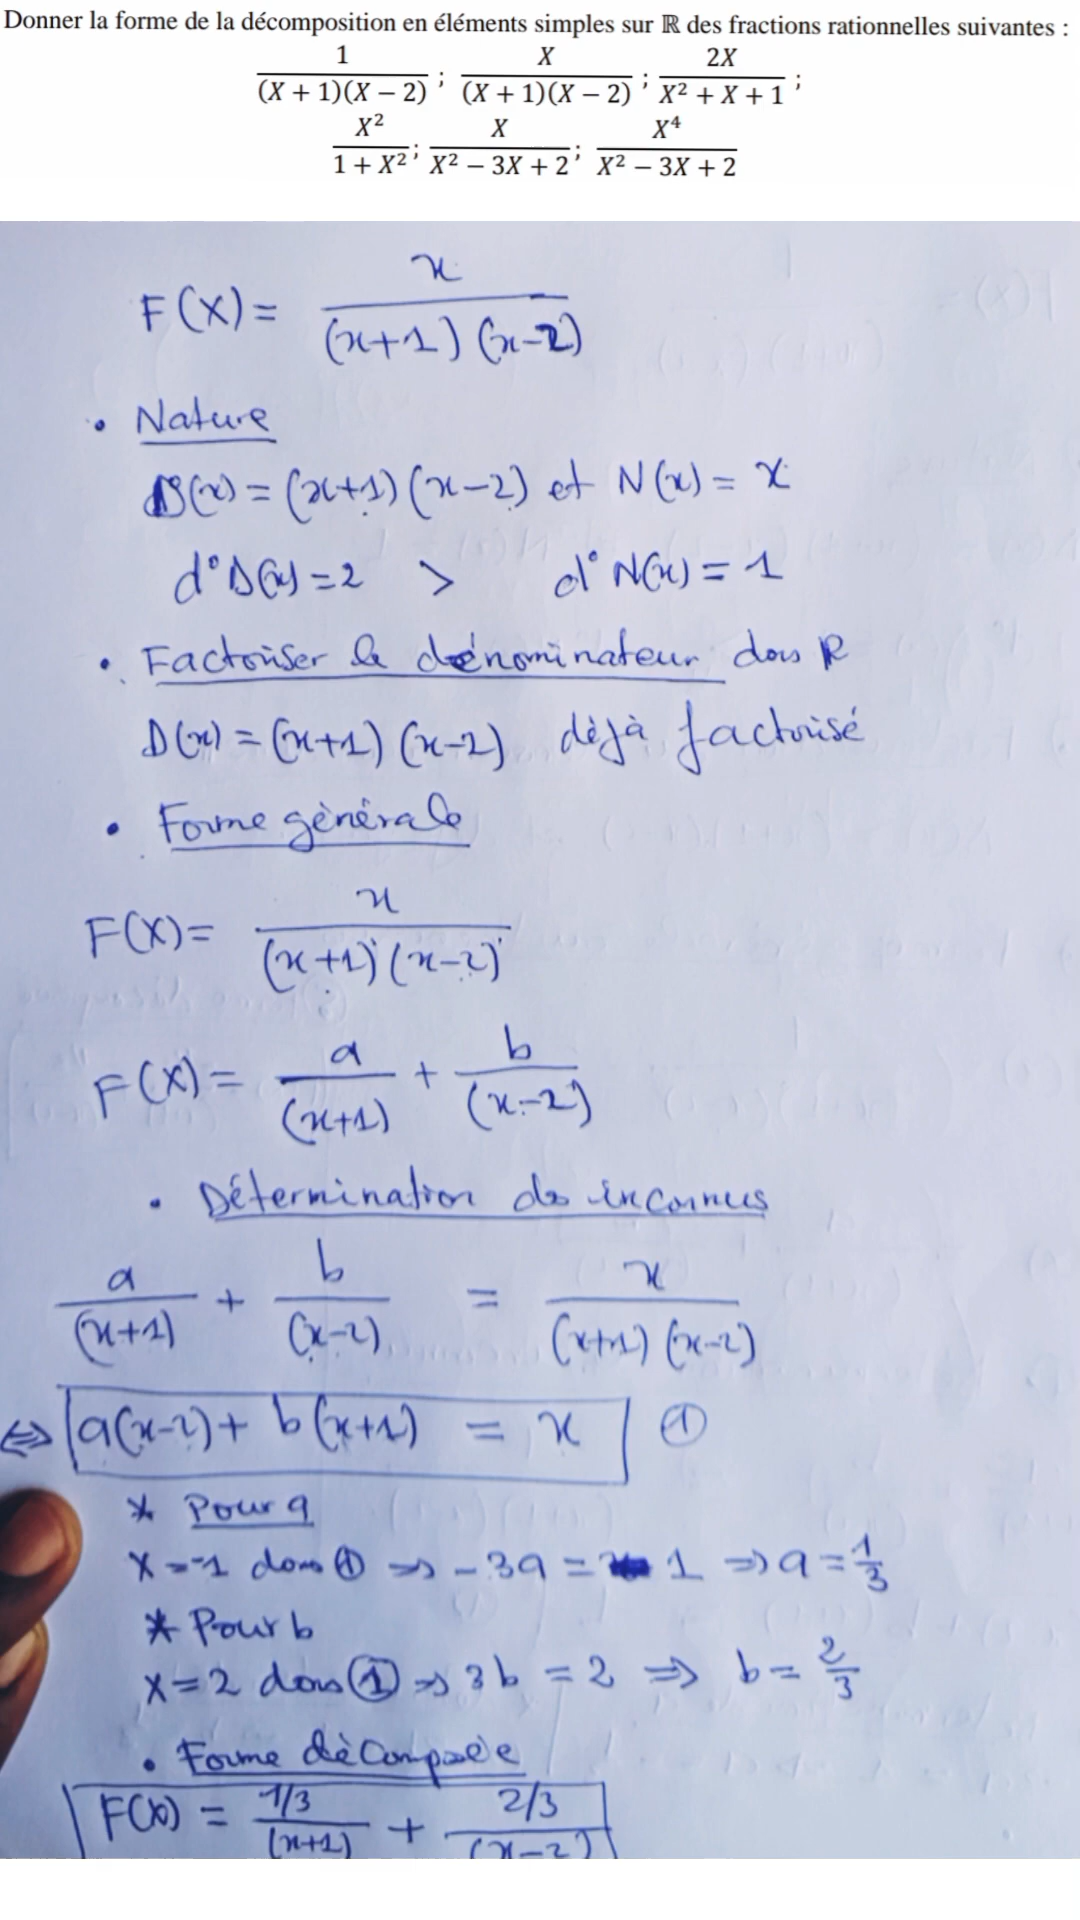 Donner la forme de la décomposition en éléments simples sur ℝ des fractions rationnelles suivantes :
1/((X + 1)(X − 2)) ; X/((X + 1)(X − 2)) ; 2X/(X² + X + 1) ;
X²/(1 + X²) ; X/(X² − 3X + 2) ; X⁴/(X² − 3X + 2)
F(X) = x/((x+1)(x-2))
• Nature
D(x) = (x+1)(x-2) et N(x) = x
d°D(x) = 2 > d°N(x) = 1
• Factoriser le dénominateur dans R
D(x) = (x+1)(x-2) dèjà factorisé
• Forme gènèrale
F(X) = x/((x+1)(x-2))
F(X) = a/(x+1) + b/(x-2)
• Détermination des inconnus
a/(x+1) + b/(x-2) = x/((x+1)(x-2))
⇔ a(x-2) + b(x+1) = x ①
* Pour a
x = -1 dans ① ⇒ -3a = -1 ⇒ a = 1/3
* Pour b
x = 2 dans ① ⇒ 3b = 2 ⇒ b = 2/3
• Forme dècomposée
F(x) = 1/3/(x+1) + 2/3/(x-2)